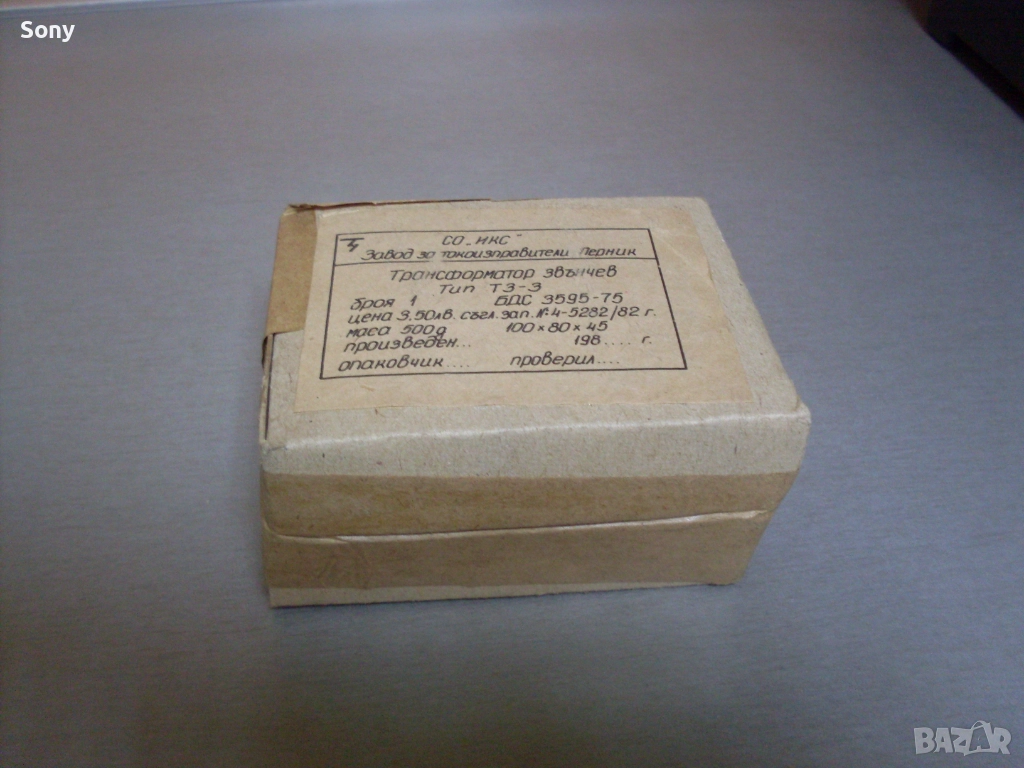 Sony
СО „НКС"
Завод за токоизправители Перник
Трансформатор звънчев
Тип ТЗ-3
броя 1 БДС 3595-75
цена 3,50лв. съгл. зап. №4-5282/82 г.
маса 500g 100×80×45
произведен... 198.... г.
опаковчик.... проверил....
BAZAR